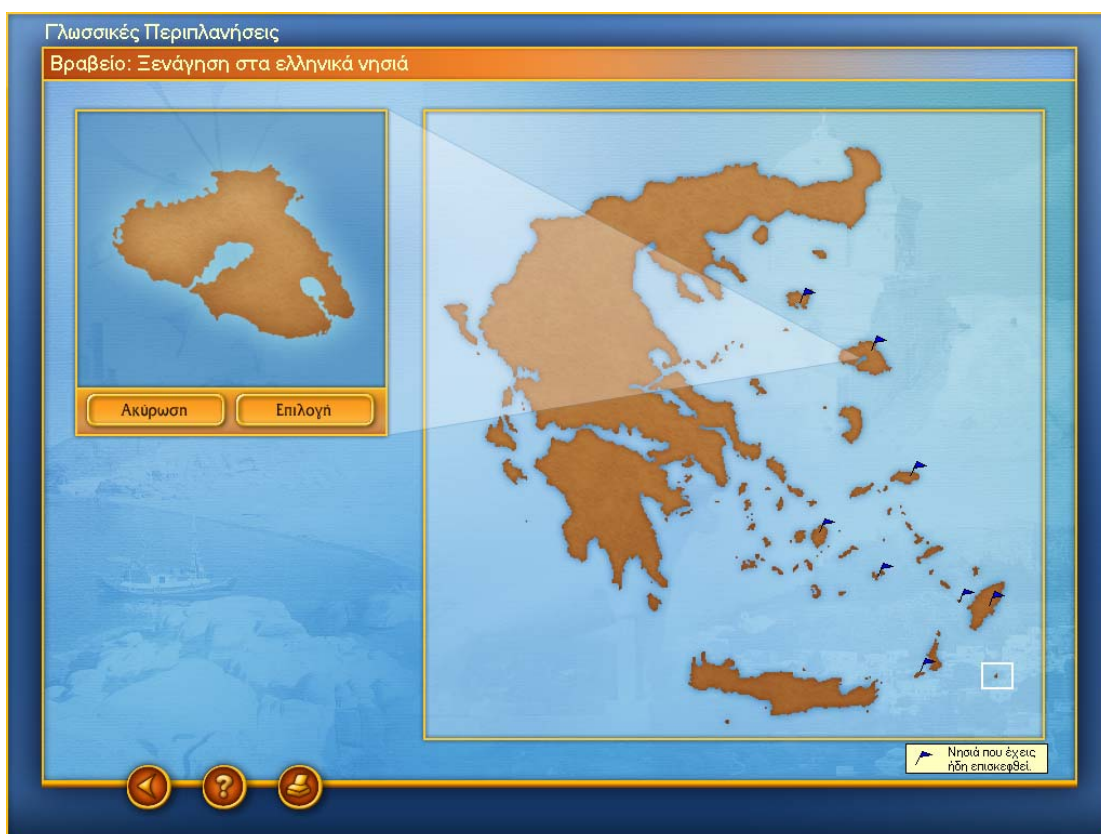 Γλωσσικές Περιπλανήσεις
Βραβείο: Ξενάγηση στα ελληνικά νησιά
Ακύρωση
Επιλογή
Νησιά που έχεις
ήδη επισκεφθεί.
?